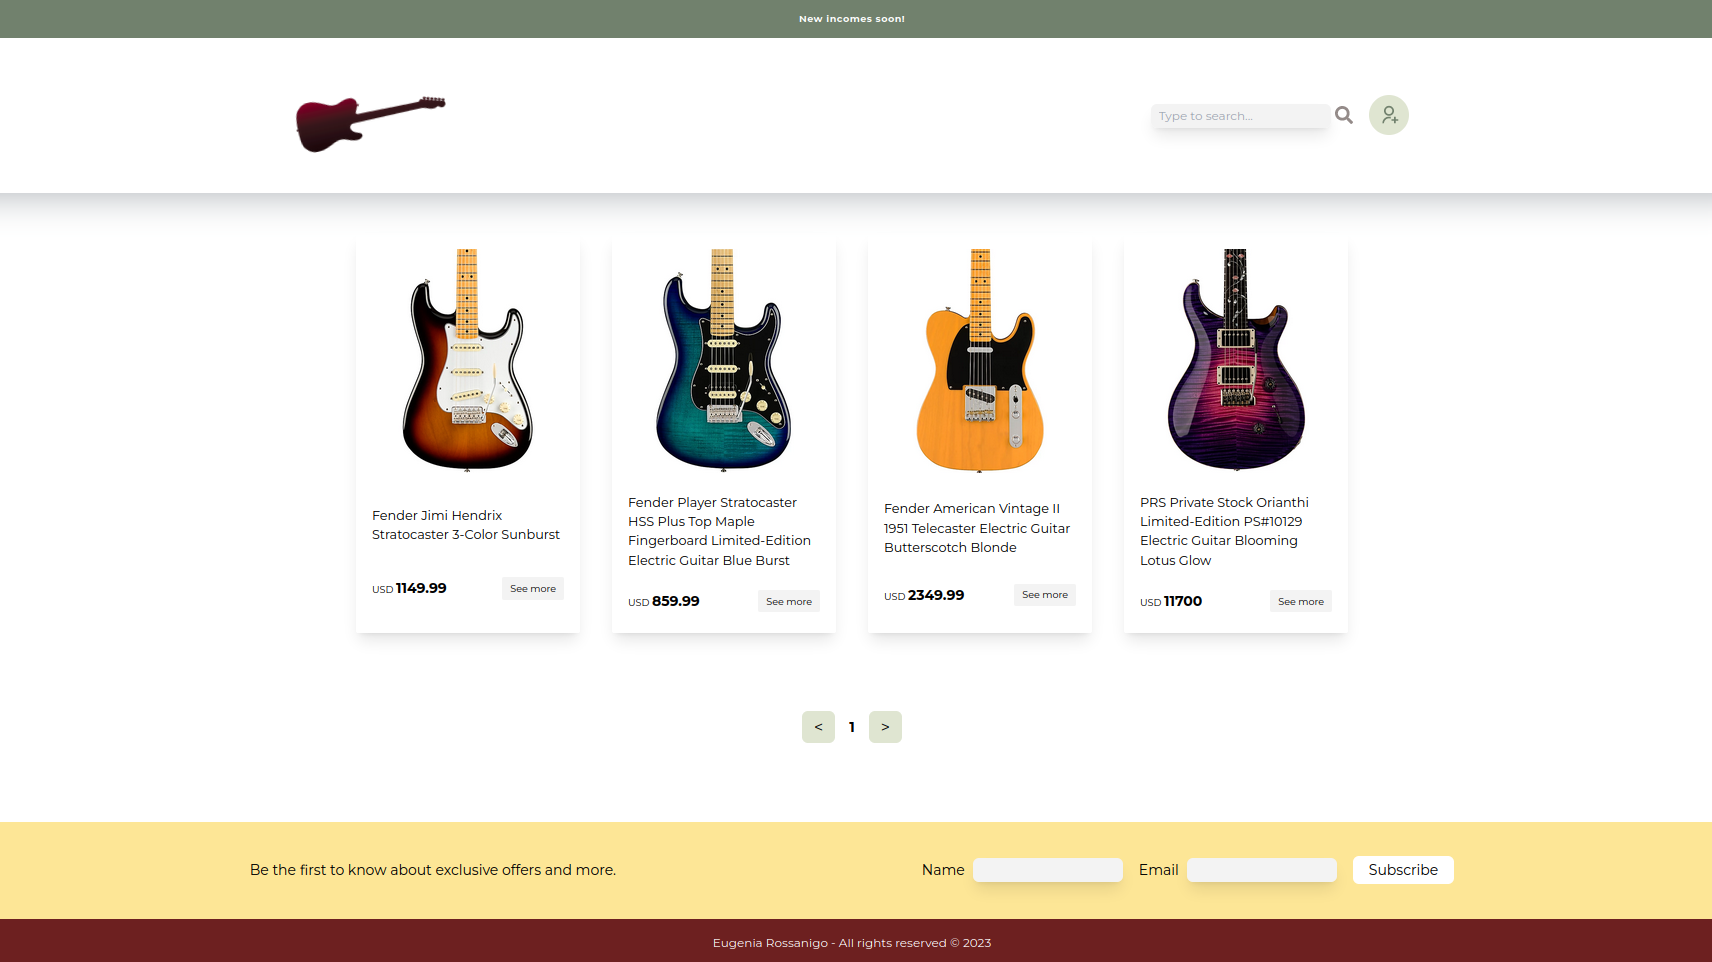 New incomes soon!
Type to search...
Fender Jimi Hendrix
Stratocaster 3-Color Sunburst
USD 1149.99
See more
Fender Player Stratocaster
HSS Plus Top Maple
Fingerboard Limited-Edition
Electric Guitar Blue Burst
USD 859.99
See more
Fender American Vintage II
1951 Telecaster Electric Guitar
Butterscotch Blonde
USD 2349.99
See more
PRS Private Stock Orianthi
Limited-Edition PS#10129
Electric Guitar Blooming
Lotus Glow
USD 11700
See more
< 1 >
Be the first to know about exclusive offers and more.
Name
Email
Subscribe
Eugenia Rossanigo - All rights reserved © 2023